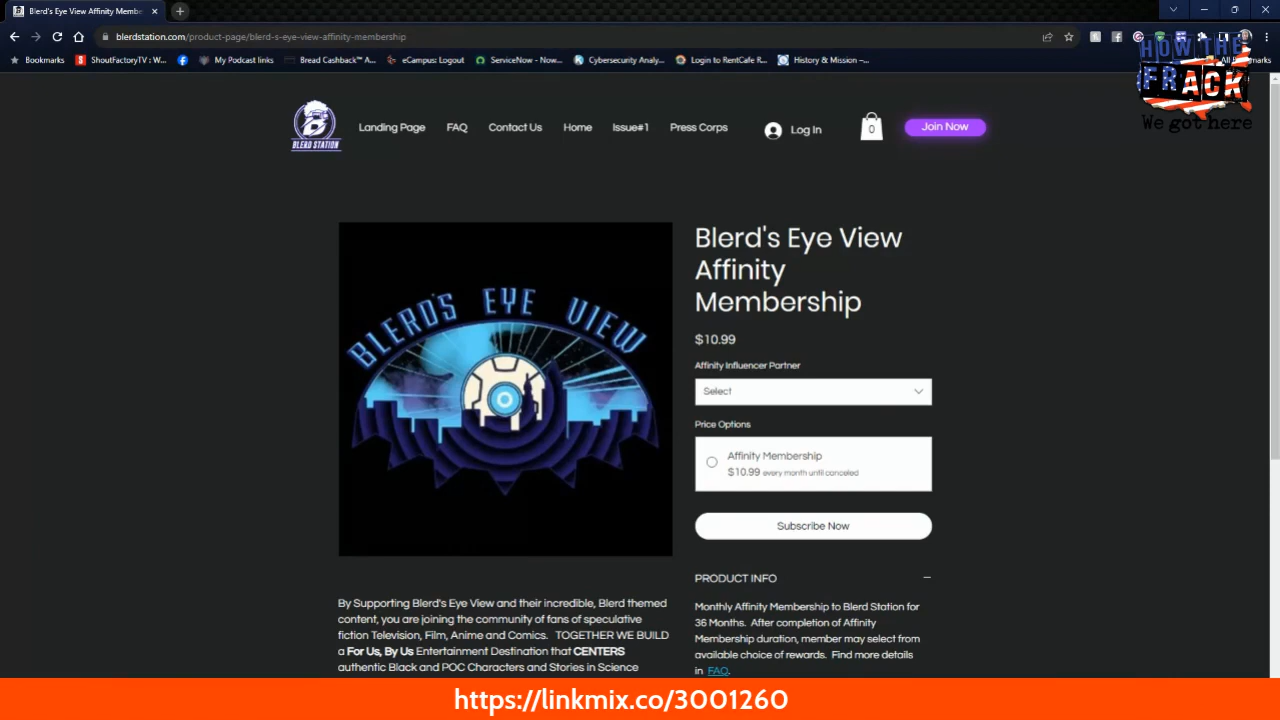 Blerd's Eye View Affinity Membe
blerdstation.com/product-page/blerd-s-eye-view-affinity-membership
Bookmarks
ShoutFactoryTV : W...
My Podcast links
Bread Cashback™ A...
eCampus: Logout
ServiceNow - Now...
Cybersecurity Analy...
Login to RentCafe R...
History & Mission –...
Bookmarks
HOW THE
FRACK
We got here
BLERD STATION
Landing Page
FAQ
Contact Us
Home
Issue#1
Press Corps
Log In
0
Join Now
BLERD'S EYE VIEW
Blerd's Eye View
Affinity
Membership
$10.99
Affinity Influencer Partner
Select
Price Options
Affinity Membership
$10.99 every month until canceled
Subscribe Now
PRODUCT INFO
Monthly Affinity Membership to Blerd Station for
36 Months. After completion of Affinity
Membership duration, member may select from
available choice of rewards. Find more details
in FAQ.
By Supporting Blerd's Eye View and their incredible, Blerd themed
content, you are joining the community of fans of speculative
fiction Television, Film, Anime and Comics. TOGETHER WE BUILD
a For Us, By Us Entertainment Destination that CENTERS
authentic Black and POC Characters and Stories in Science
https://linkmix.co/3001260